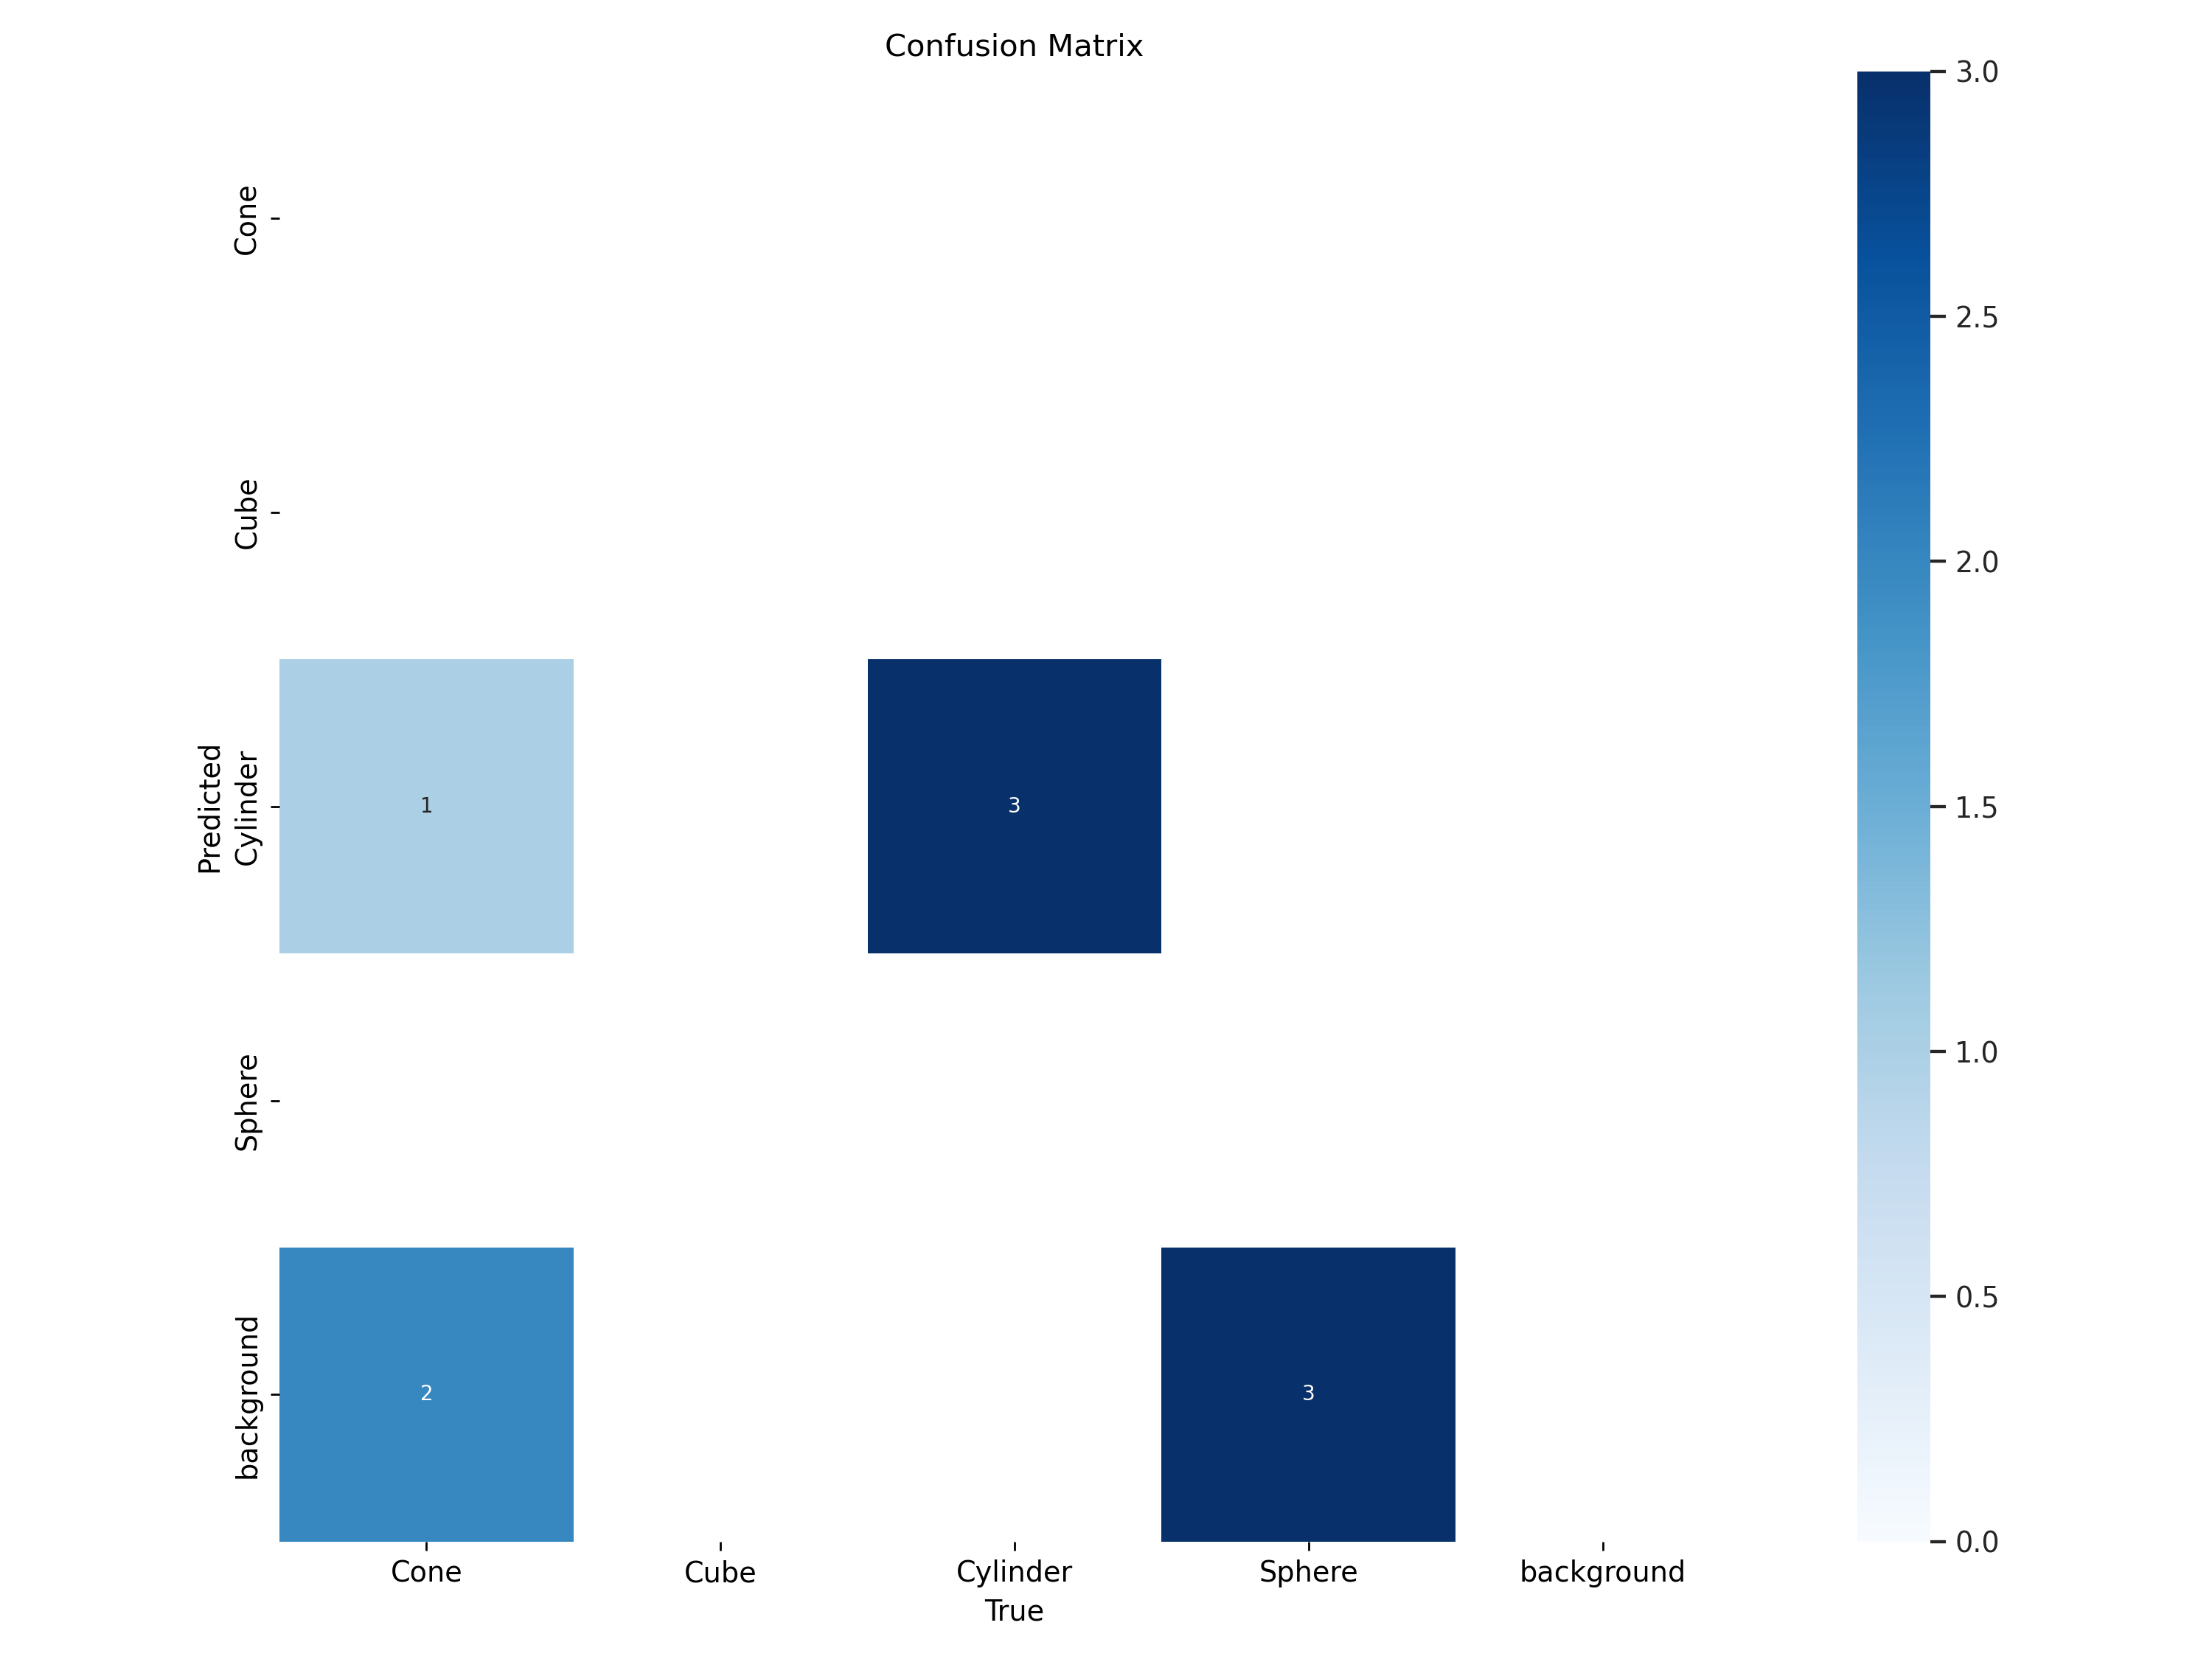 Confusion Matrix
Cone
Cube
Cylinder
Sphere
background
Predicted
1
3
2
3
Cone
Cube
Cylinder
Sphere
background
True
3.0
2.5
2.0
1.5
1.0
0.5
0.0